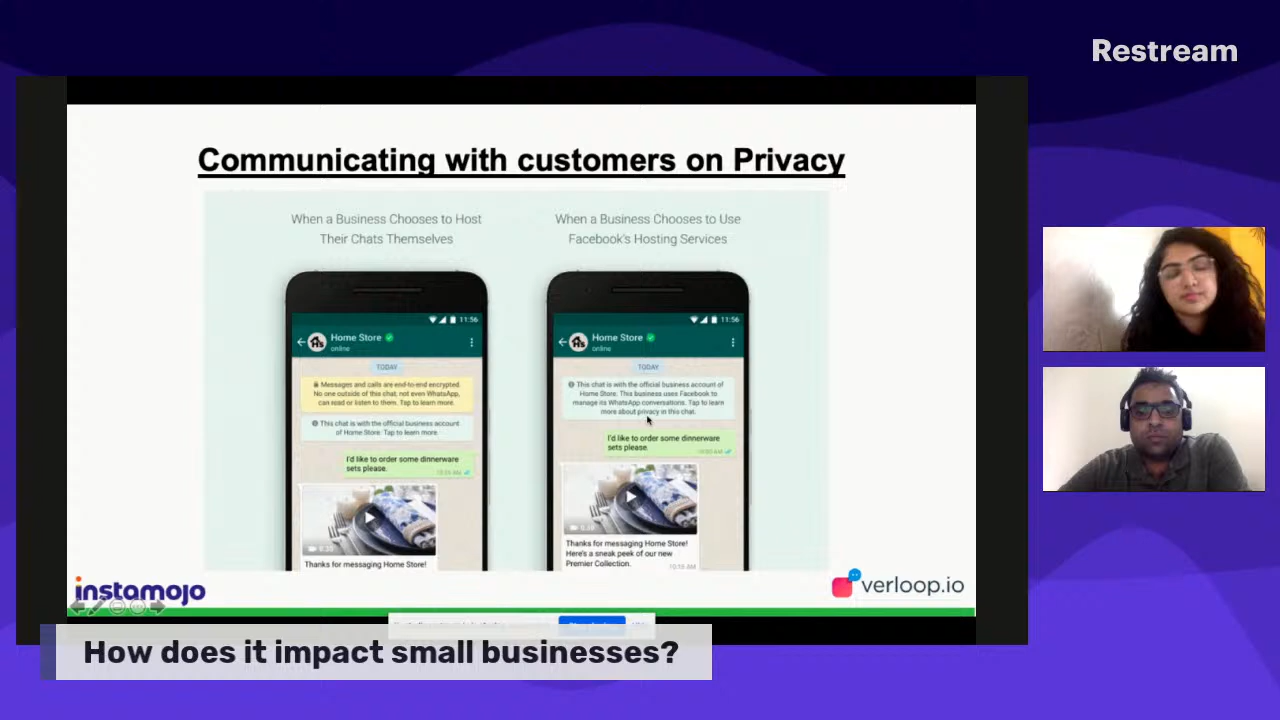 Restream
Communicating with customers on Privacy
When a Business Chooses to Host
Their Chats Themselves
When a Business Chooses to Use
Facebook's Hosting Services
11:56
Home Store
online
TODAY
Messages and calls are end-to-end encrypted.
No one outside of this chat, not even WhatsApp,
can read or listen to them. Tap to learn more.
This chat is with the official business account
of Home Store. Tap to learn more.
I'd like to order some dinnerware
sets please.
Thanks for messaging Home Store!
11:56
Home Store
online
TODAY
This chat is with the official business account of
Home Store. This business uses Facebook to
manage its WhatsApp conversations. Tap to learn
more about privacy in this chat.
I'd like to order some dinnerware
sets please.
Thanks for messaging Home Store!
Here's a sneak peek of our new
Premier Collection.
instamojo
verloop.io
How does it impact small businesses?